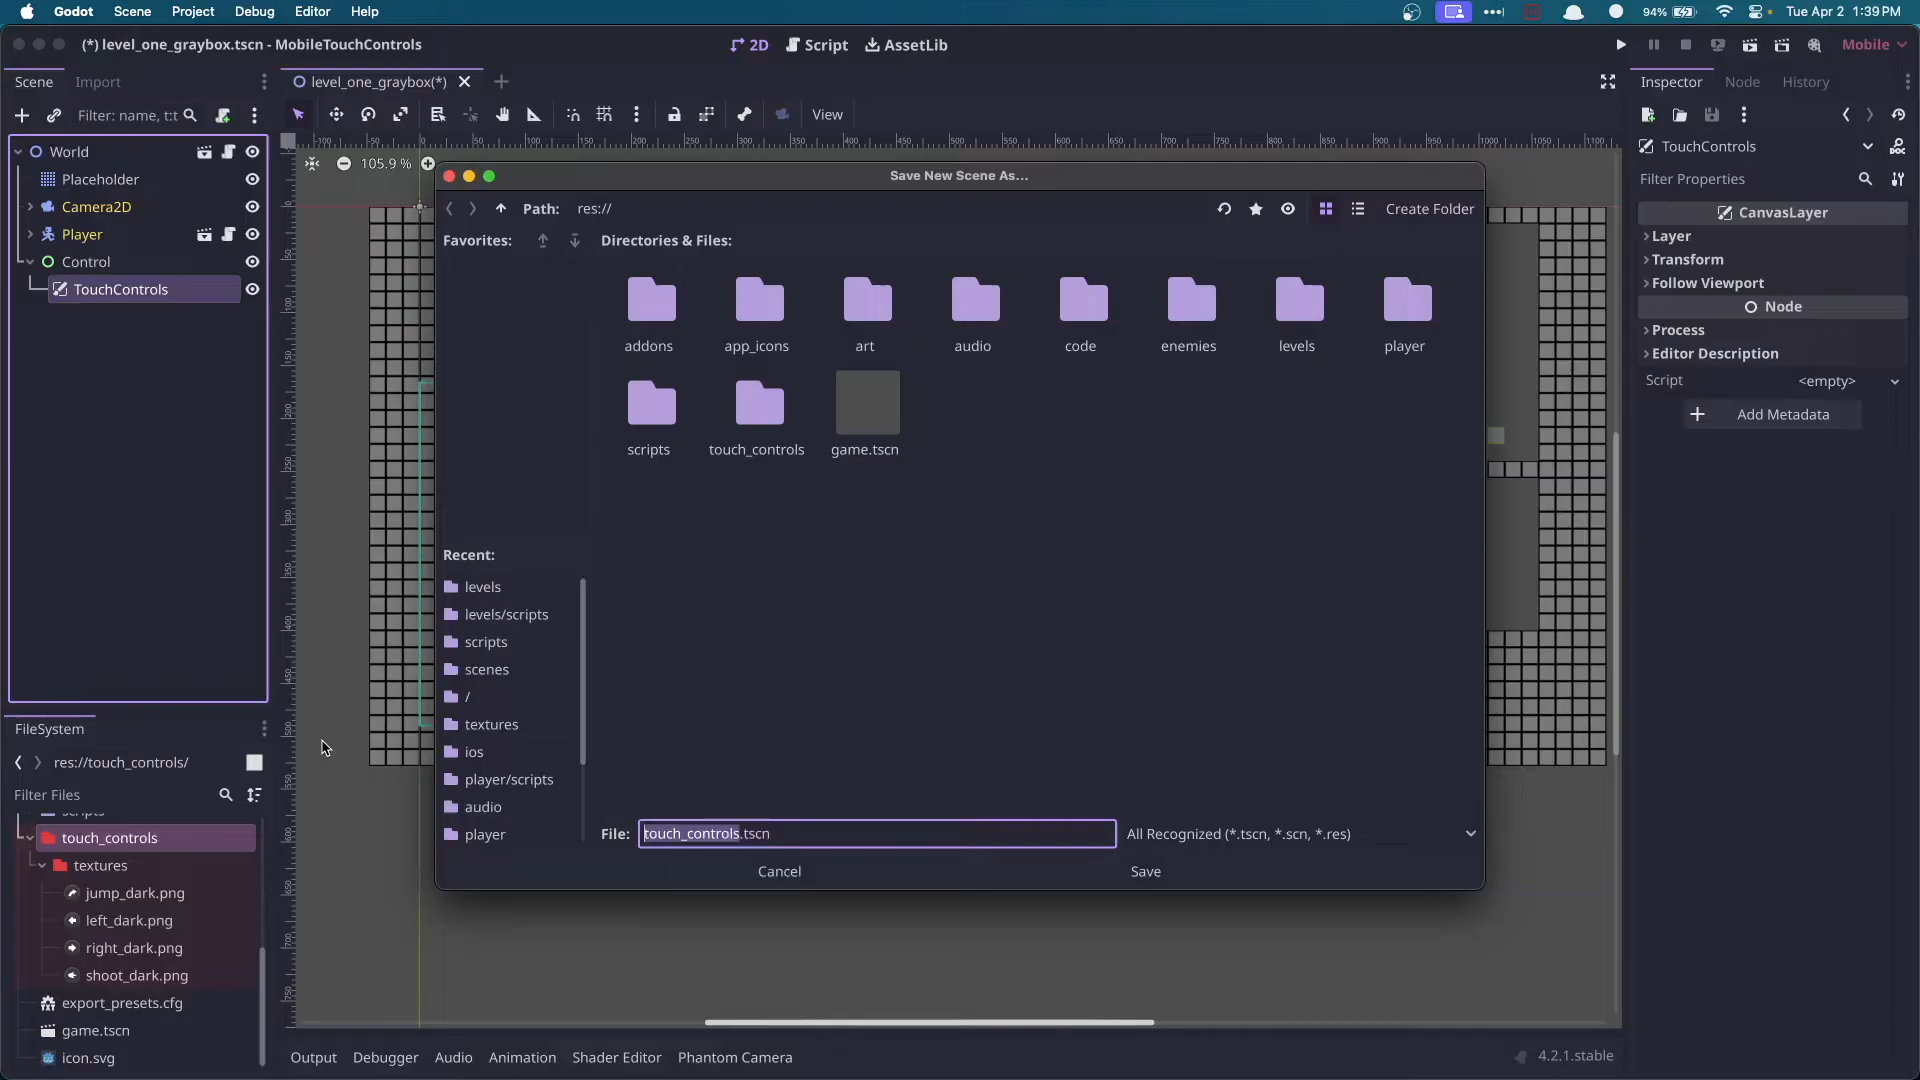 Godot Scene Project Debug Editor Help
94% Tue Apr 2 1:39 PM
(*) level_one_graybox.tscn - MobileTouchControls
2D Script AssetLib
Mobile
Scene Import
level_one_graybox(*)
Inspector Node History
Filter: name, t:t
View
World
Placeholder
Camera2D
Player
Control
TouchControls
105.9 %
Save New Scene As...
Path: res://
Create Folder
Favorites:
Directories & Files:
addons
app_icons
art
audio
code
enemies
levels
player
scripts
touch_controls
game.tscn
Recent:
levels
levels/scripts
scripts
scenes
/
textures
ios
player/scripts
audio
player
File: touch_controls.tscn
All Recognized (*.tscn, *.scn, *.res)
Cancel
Save
TouchControls
Filter Properties
CanvasLayer
Layer
Transform
Follow Viewport
Node
Process
Editor Description
Script <empty>
Add Metadata
FileSystem
res://touch_controls/
Filter Files
scripts
touch_controls
textures
jump_dark.png
left_dark.png
right_dark.png
shoot_dark.png
export_presets.cfg
game.tscn
icon.svg
Output Debugger Audio Animation Shader Editor Phantom Camera
4.2.1.stable